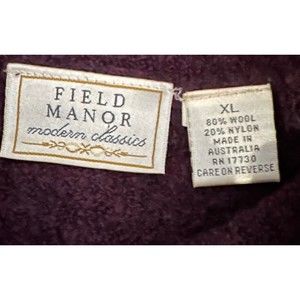 FIELD
MANOR
modern classics
XL
80% WOOL
20% NYLON
MADE IN
AUSTRALIA
RN 17730
CARE ON REVERSE